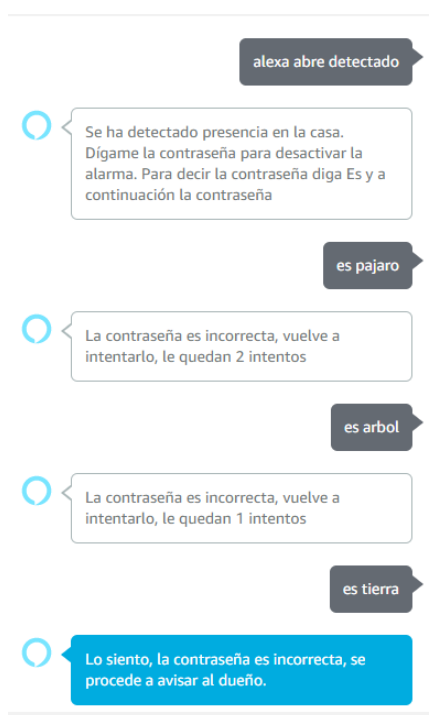 alexa abre detectado
Se ha detectado presencia en la casa.
Dígame la contraseña para desactivar la
alarma. Para decir la contraseña diga Es y a
continuación la contraseña
es pajaro
La contraseña es incorrecta, vuelve a
intentarlo, le quedan 2 intentos
es arbol
La contraseña es incorrecta, vuelve a
intentarlo, le quedan 1 intentos
es tierra
Lo siento, la contraseña es incorrecta, se
procede a avisar al dueño.